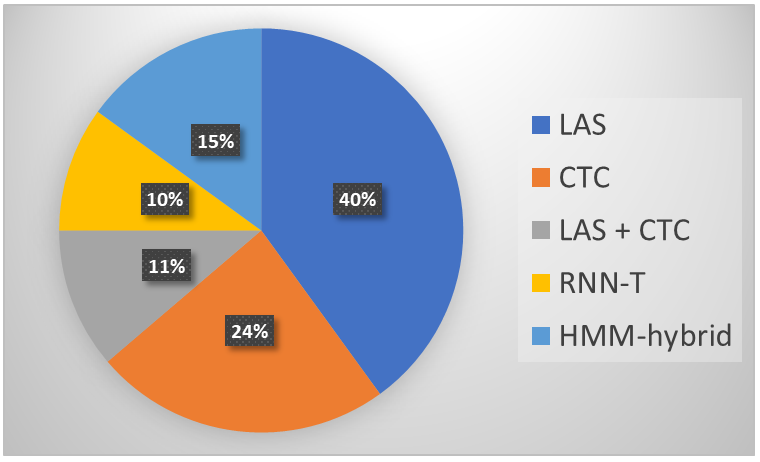 15%
40%
10%
11%
24%
LAS
CTC
LAS + CTC
RNN-T
HMM-hybrid